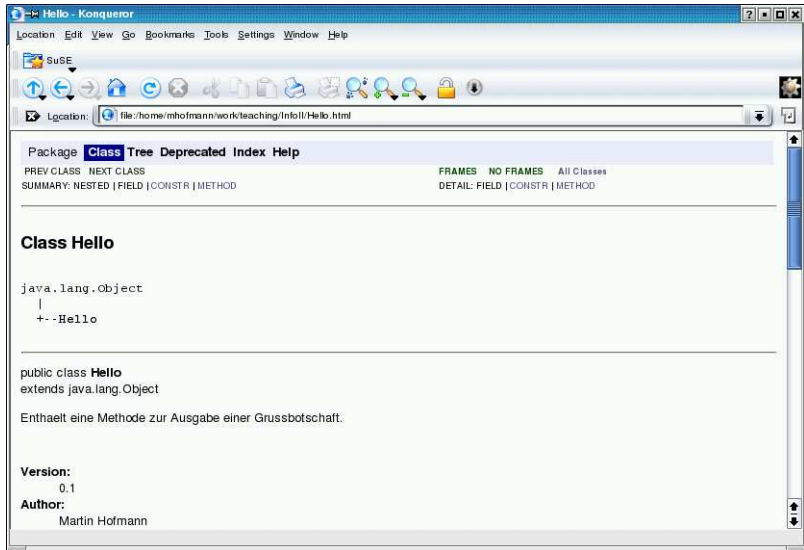 Hello - Konqueror
Location Edit View Go Bookmarks Tools Settings Window Help
SuSE
Location: file:/home/mhofmann/work/teaching/InfoII/Hello.html
Package Class Tree Deprecated Index Help
PREV CLASS NEXT CLASS FRAMES NO FRAMES All Classes
SUMMARY: NESTED | FIELD | CONSTR | METHOD DETAIL: FIELD | CONSTR | METHOD
Class Hello
java.lang.Object
|
+--Hello
public class Hello
extends java.lang.Object
Enthaelt eine Methode zur Ausgabe einer Grussbotschaft.
Version:
0.1
Author:
Martin Hofmann